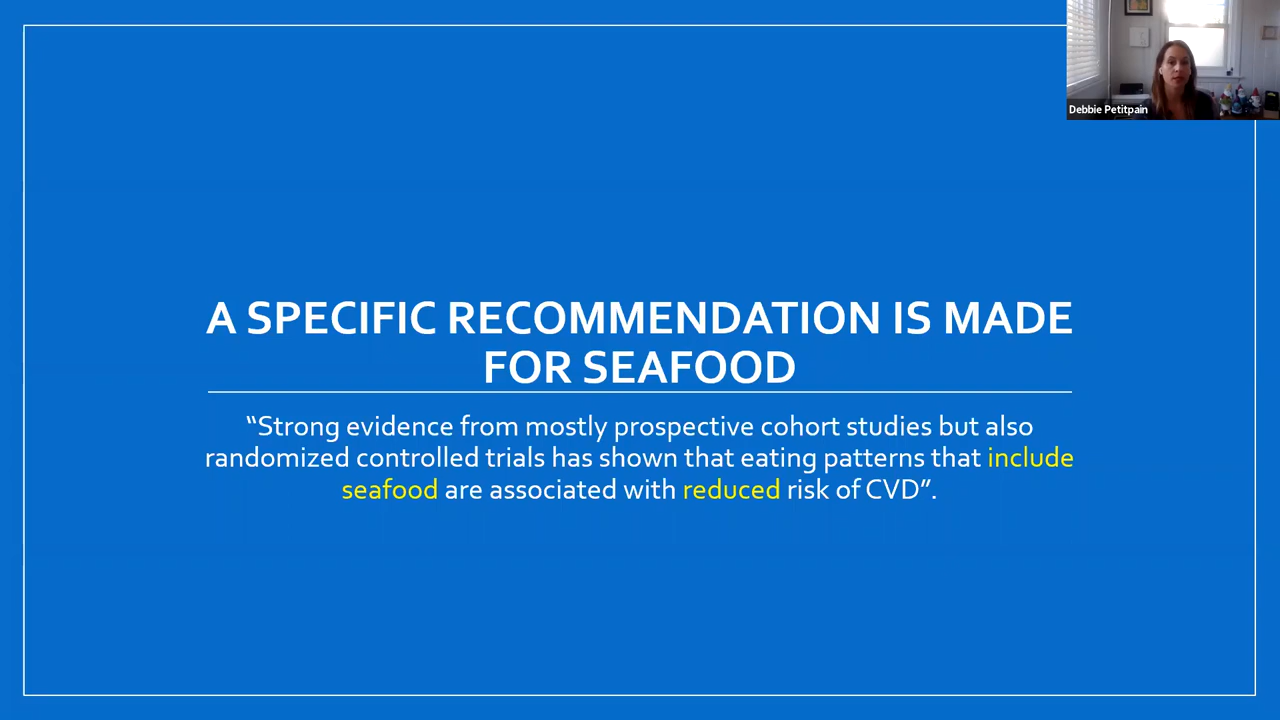 Debbie Petitpain
A SPECIFIC RECOMMENDATION IS MADE
FOR SEAFOOD
“Strong evidence from mostly prospective cohort studies but also
randomized controlled trials has shown that eating patterns that include
seafood are associated with reduced risk of CVD”.